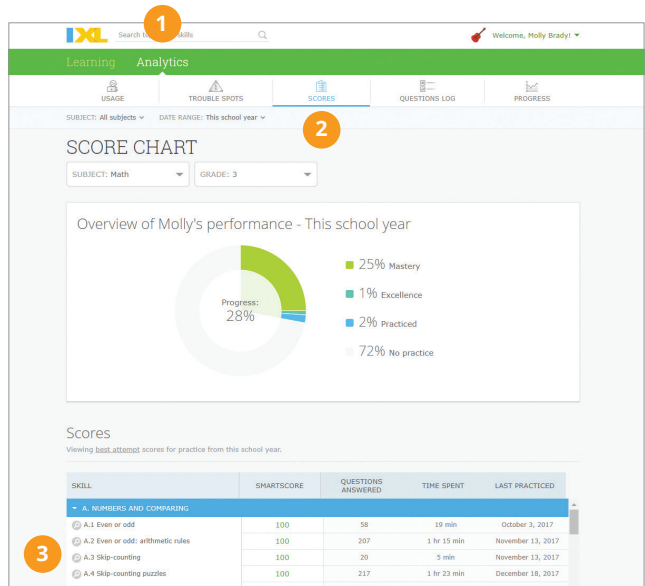 1
IXL
Search skills
Welcome, Molly Brady!
Learning Analytics
USAGE TROUBLE SPOTS SCORES QUESTIONS LOG PROGRESS
SUBJECT: All subjects DATE RANGE: This school year
2
SCORE CHART
SUBJECT: Math GRADE: 3
Overview of Molly's performance - This school year
25% Mastery
1% Excellence
Progress:
28%
2% Practiced
72% No practice
Scores
Viewing best attempt scores for practice from this school year.
SKILL SMARTSCORE QUESTIONS ANSWERED TIME SPENT LAST PRACTICED
A. NUMBERS AND COMPARING
A.1 Even or odd 100 58 19 min October 3, 2017
A.2 Even or odd: arithmetic rules 100 207 1 hr 15 min November 13, 2017
3
A.3 Skip-counting 100 20 5 min November 13, 2017
A.4 Skip-counting puzzles 100 217 1 hr 23 min December 18, 2017